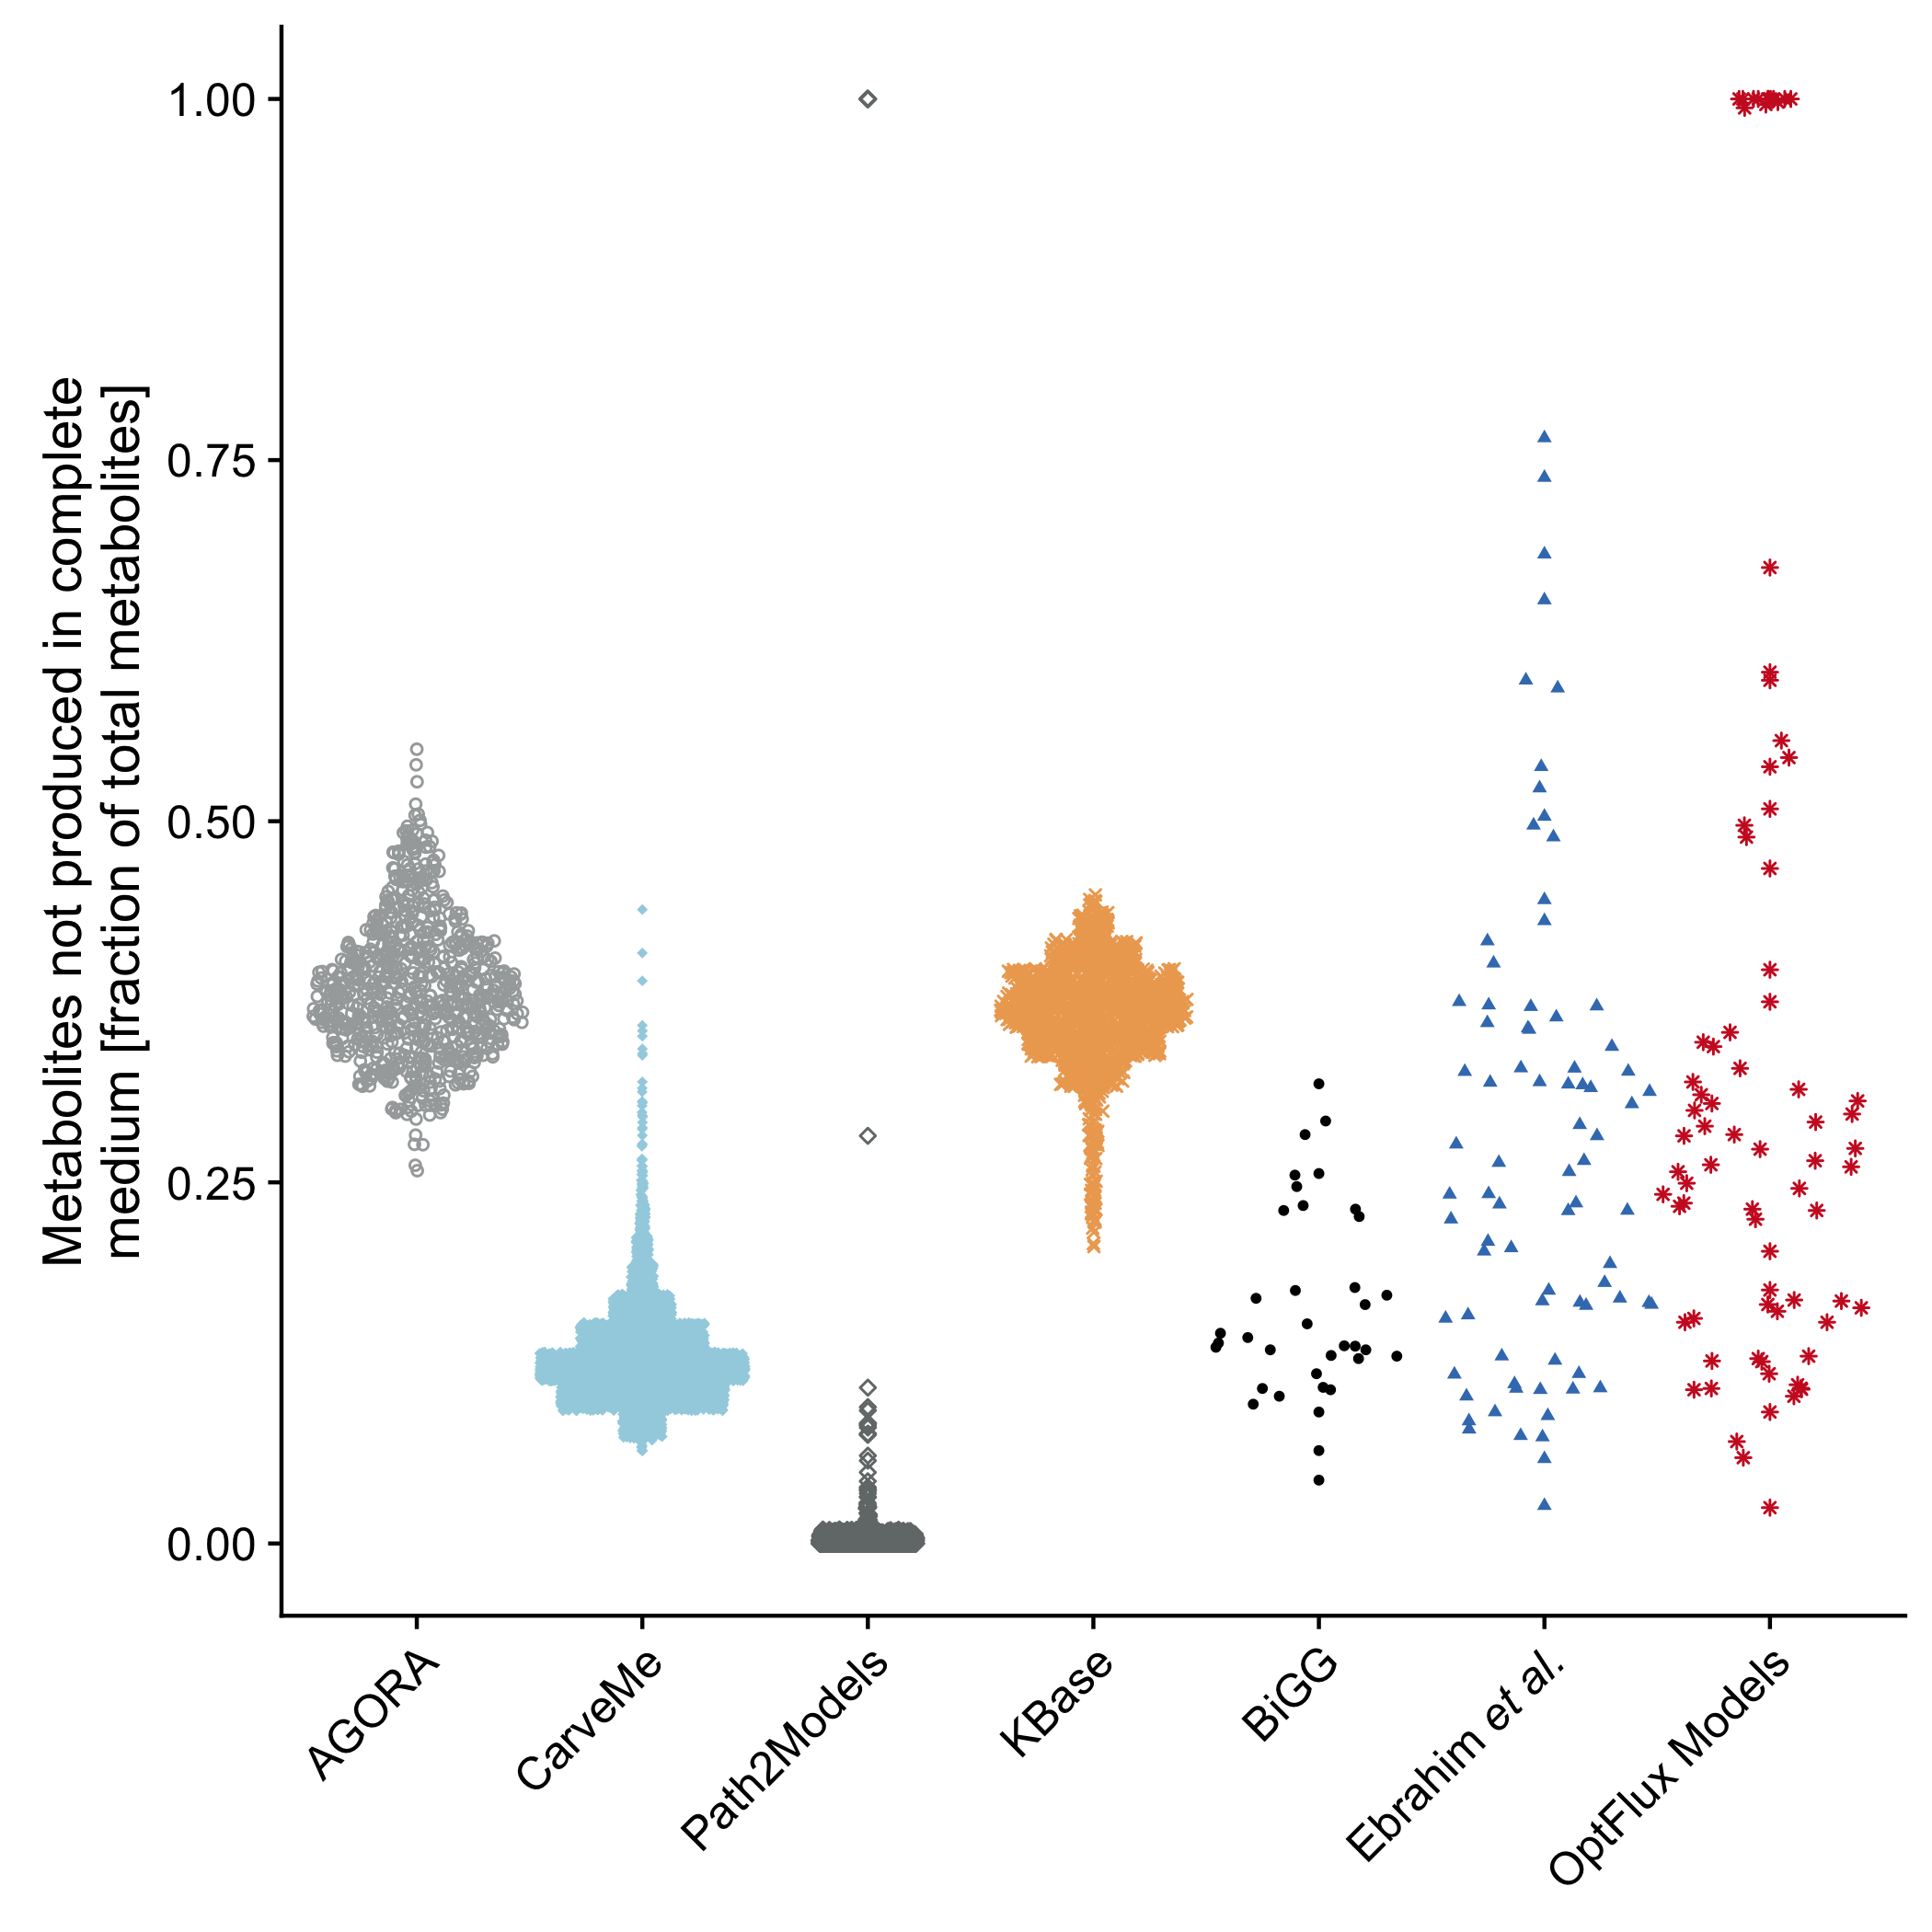 Metabolites not produced in complete
medium [fraction of total metabolites]
1.00
0.75
0.50
0.25
0.00
AGORA
CarveMe
Path2Models
KBase
BiGG
Ebrahim et al.
OptFlux Models